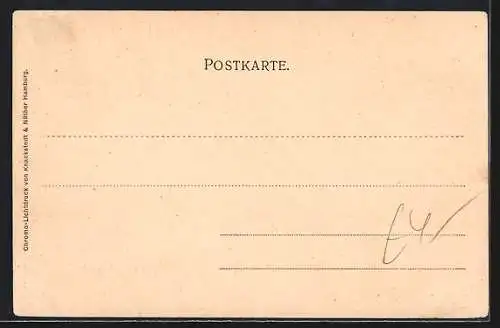 POSTKARTE.
Chromo-Lichtdruck von Knackstedt & Näther Hamburg.